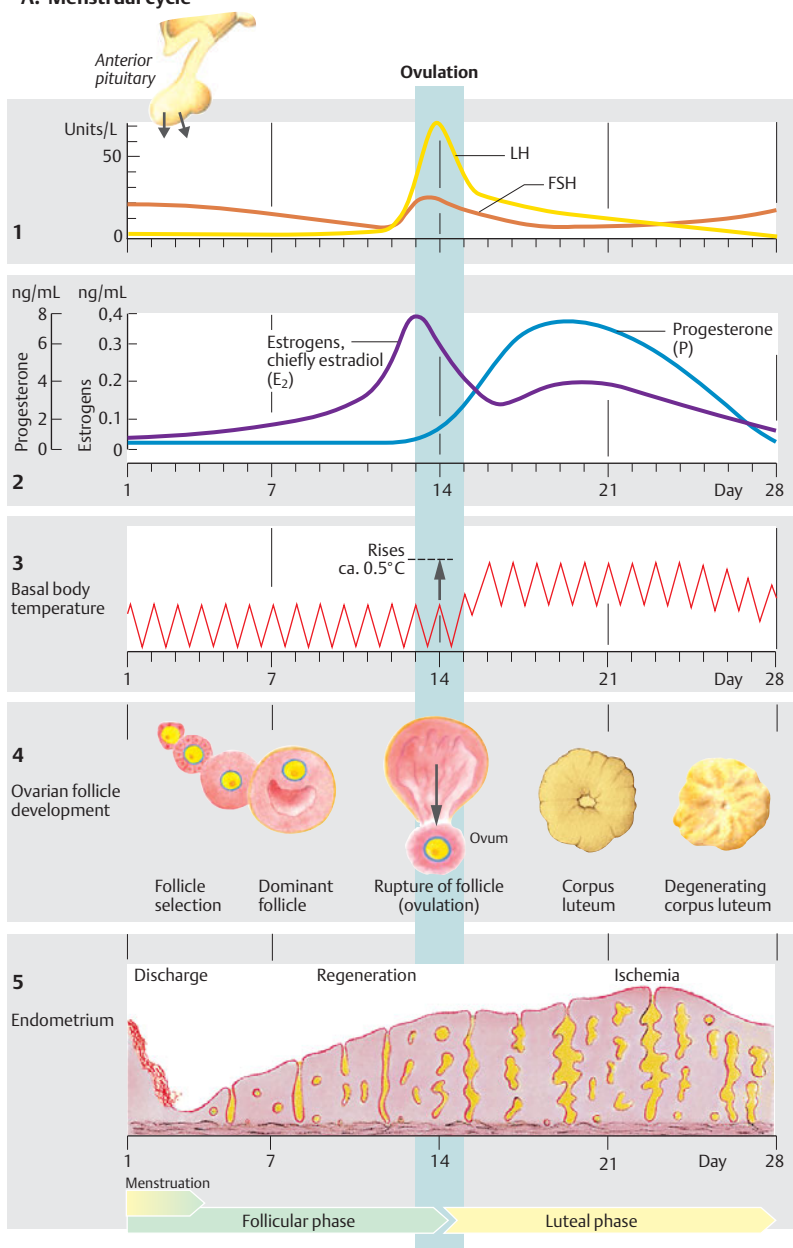 A. Menstrual cycle
Anterior
pituitary
Ovulation
Units/L
50
0
LH
FSH
1
ng/mL
ng/mL
8
6
4
2
0
Progesterone
0,4
0.3
0.2
0.1
0
Estrogens
Estrogens,
chiefly estradiol
(E₂)
Progesterone
(P)
2
1
7
14
21
Day
28
3
Basal body
temperature
Rises
ca. 0.5°C
1
7
14
21
Day
28
4
Ovarian follicle
development
Ovum
Follicle
selection
Dominant
follicle
Rupture of follicle
(ovulation)
Corpus
luteum
Degenerating
corpus luteum
5
Endometrium
Discharge
Regeneration
Ischemia
1
7
14
21
Day
28
Menstruation
Follicular phase
Luteal phase